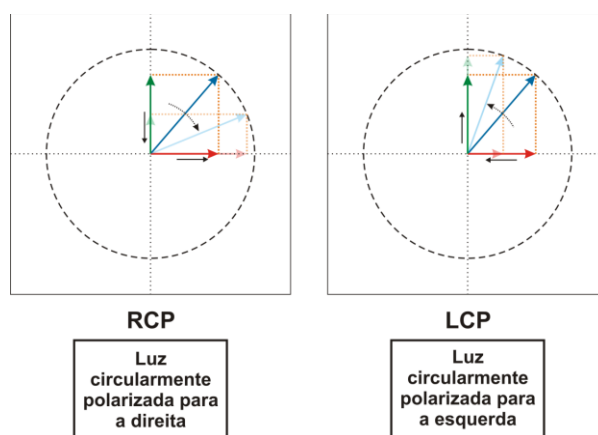 RCP
Luz
circularmente
polarizada para
a direita
LCP
Luz
circularmente
polarizada para
a esquerda